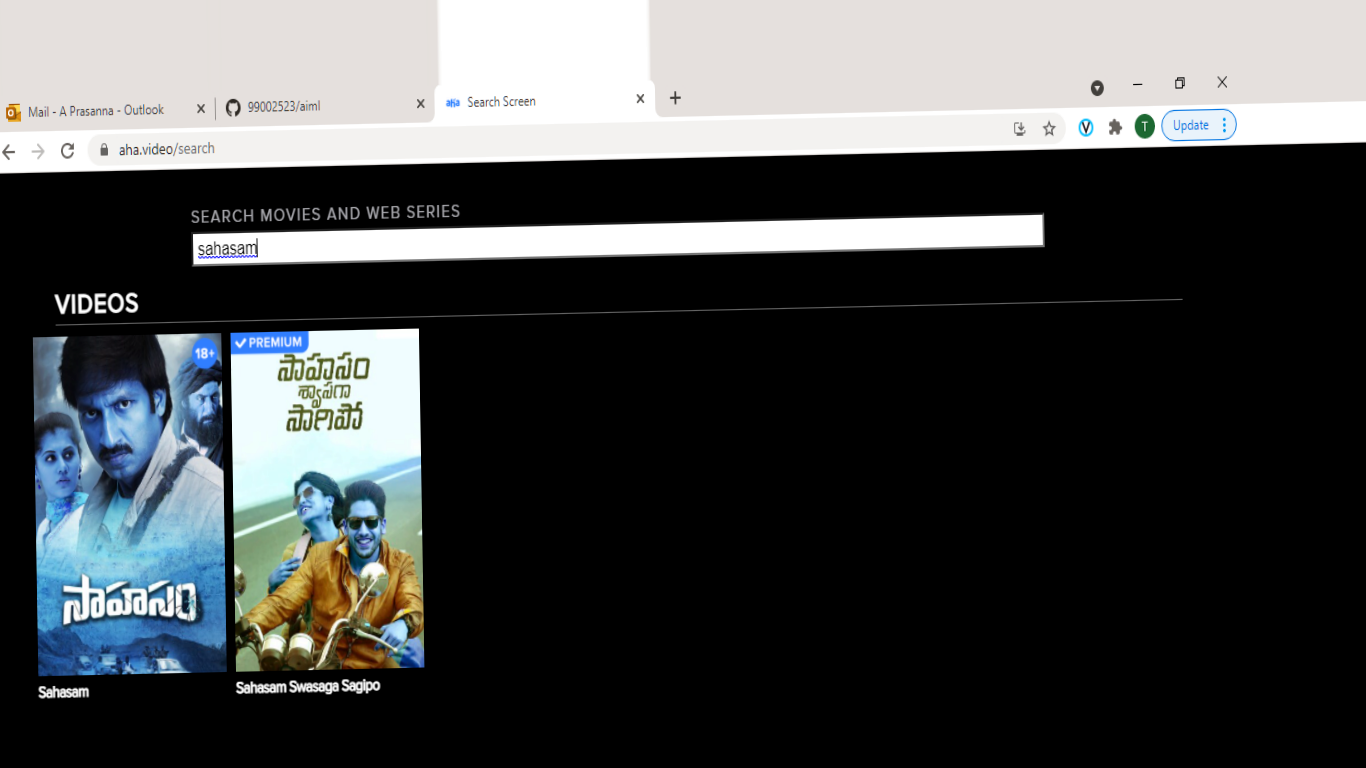 Mail - A Prasanna - Outlook
99002523/aiml
aha
Search Screen
aha.video/search
T
Update
SEARCH MOVIES AND WEB SERIES
sahasam
VIDEOS
18+
సాహసం
Sahasam
PREMIUM
సాహసం
శ్వాసగా
సాగిపో
Sahasam Swasaga Sagipo